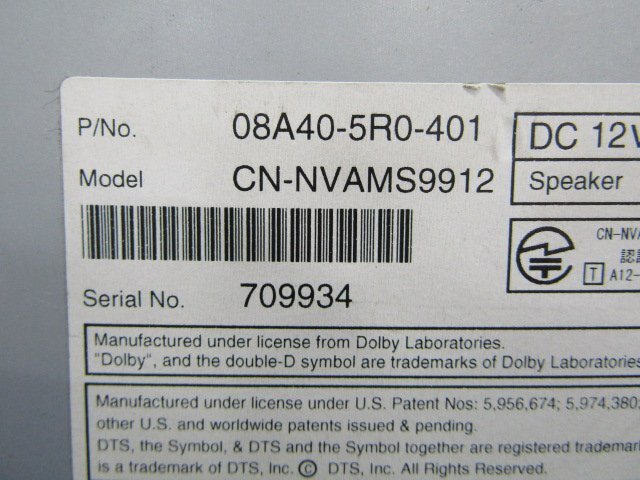 P/No. 08A40-5R0-401 DC 12V
Model CN-NVAMS9912 Speaker
CN-NVA
認
T A12-
Serial No. 709934
Manufactured under license from Dolby Laboratories.
"Dolby", and the double-D symbol are trademarks of Dolby Laboratories
Manufactured under license under U.S. Patent Nos: 5,956,674; 5,974,380;
other U.S. and worldwide patents issued & pending.
DTS, the Symbol, & DTS and the Symbol together are registered trademar
is a trademark of DTS, Inc. © DTS, Inc. All Rights Reserved.